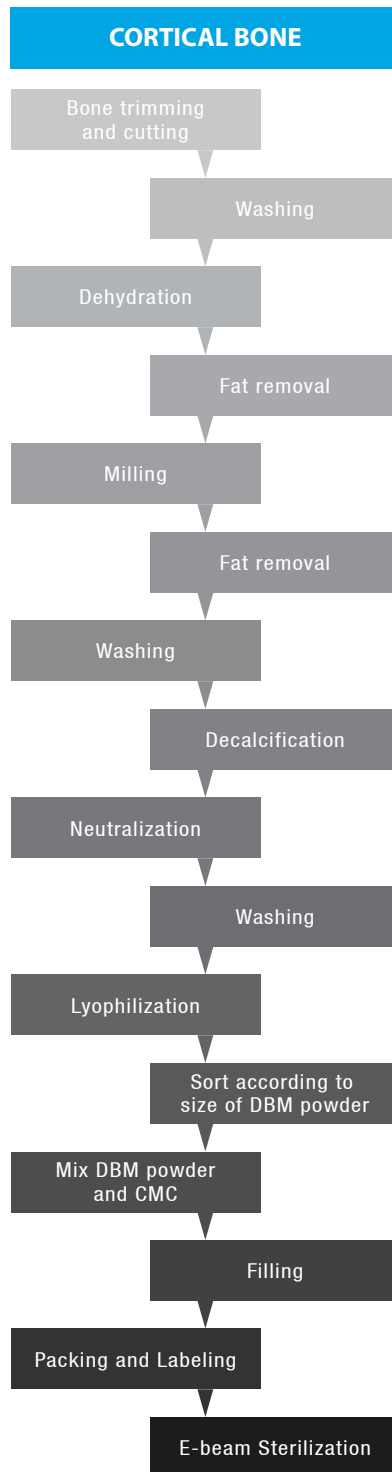 CORTICAL BONE
Bone trimming
and cutting
Washing
Dehydration
Fat removal
Milling
Fat removal
Washing
Decalcification
Neutralization
Washing
Lyophilization
Sort according to
size of DBM powder
Mix DBM powder
and CMC
Filling
Packing and Labeling
E-beam Sterilization